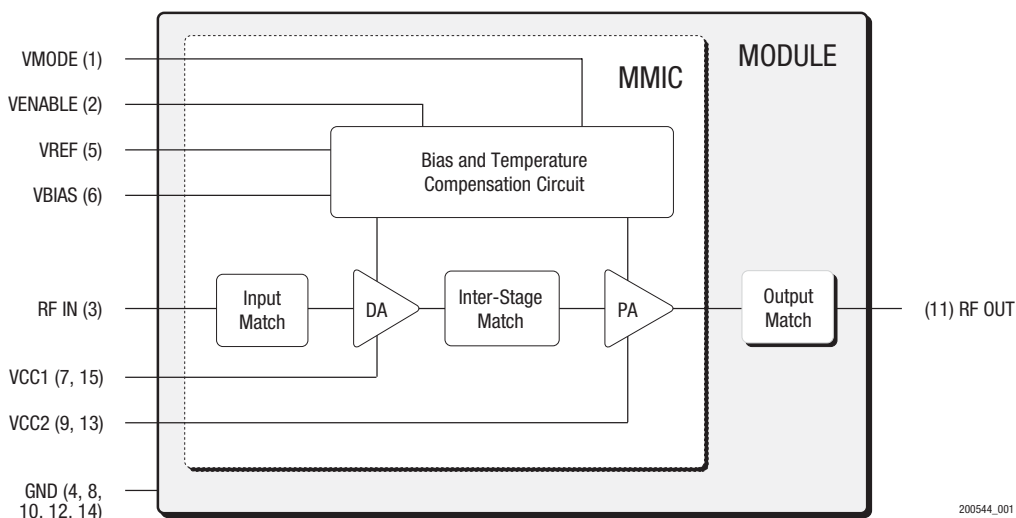 VMODE (1)
MODULE
MMIC
VENABLE (2)
VREF (5)
Bias and Temperature
Compensation Circuit
VBIAS (6)
RF IN (3)
Input
Match
DA
Inter-Stage
Match
PA
Output
Match
(11) RF OUT
VCC1 (7, 15)
VCC2 (9, 13)
GND (4, 8,
10, 12, 14)
200544_001